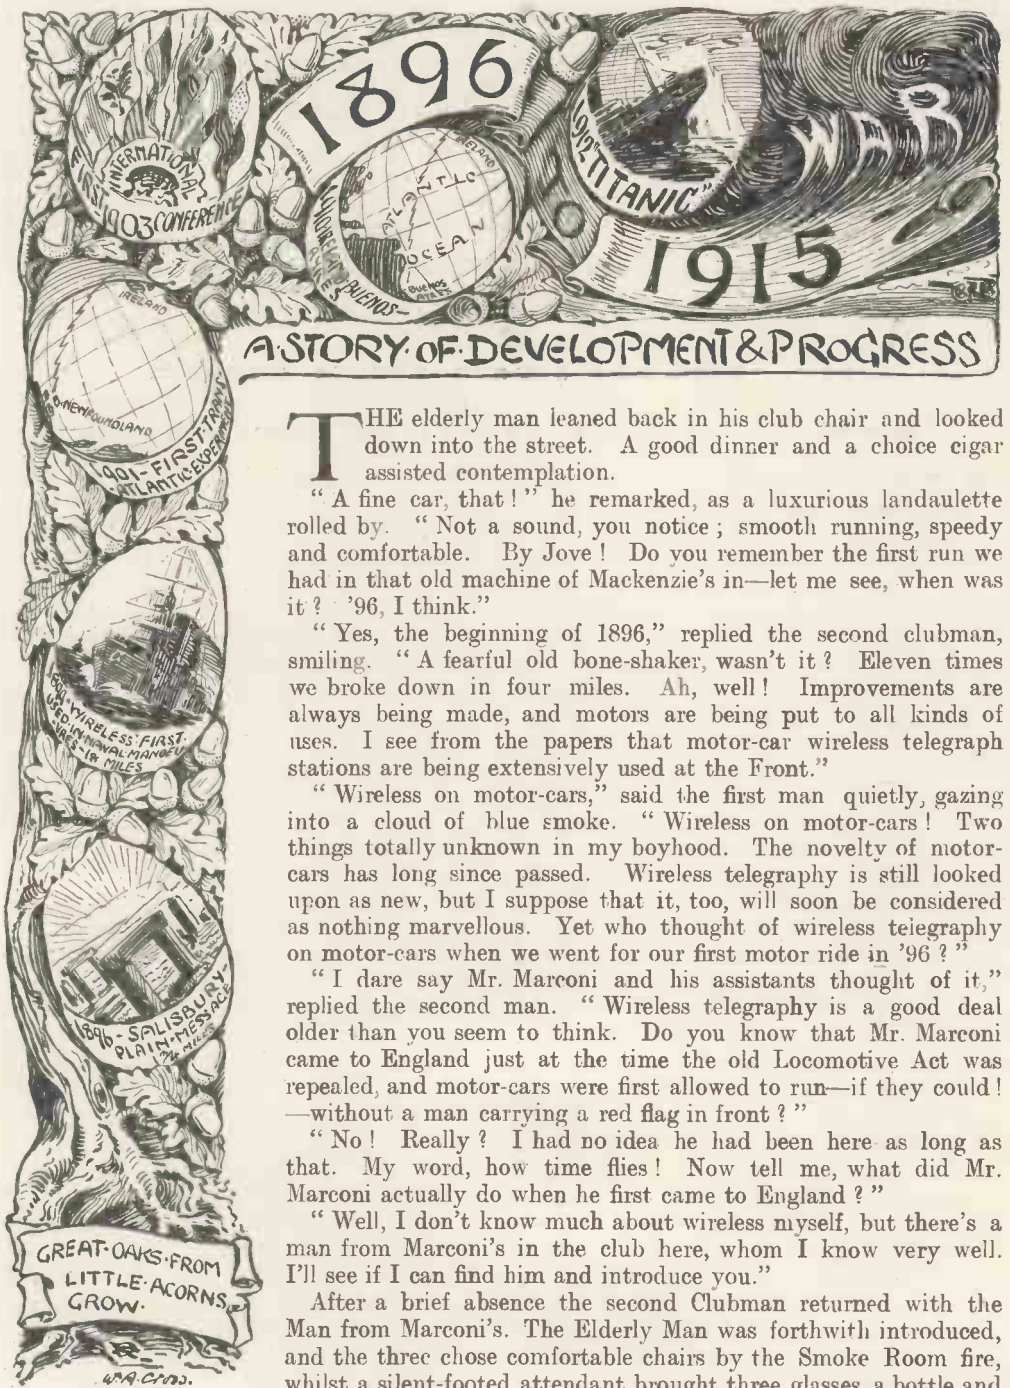 1896
IRELAND
ATLANTIC
OCEAN
BUENOS
AYRES
BUENOS-
1912 "TITANIC"
WAR
1915
INTERNATIONAL
FIRST
1903 CONFERENCE
A·STORY·OF·DEVELOPMENT & PROGRESS
IRELAND
NEWFOUNDLAND
1901-FIRST·TRANS
·ATLANTIC·EXPERIMENT
WIRELESS·FIRST·
USED·IN·NAVAL·MANOEU
VRES-
MILES
1896-SALISBURY-
PLAIN·MESSAGE
1¾ MILES
GREAT·OAKS·FROM
LITTLE·ACORNS
GROW·
W. A. Cross.
THE elderly man leaned back in his club chair and looked
down into the street. A good dinner and a choice cigar
assisted contemplation.
“ A fine car, that ! ” he remarked, as a luxurious landaulette
rolled by. “ Not a sound, you notice ; smooth running, speedy
and comfortable. By Jove ! Do you remember the first run we
had in that old machine of Mackenzie’s in—let me see, when was
it ? ’96, I think.”
“ Yes, the beginning of 1896,” replied the second clubman,
smiling. “ A fearful old bone-shaker, wasn’t it ? Eleven times
we broke down in four miles. Ah, well ! Improvements are
always being made, and motors are being put to all kinds of
uses. I see from the papers that motor-car wireless telegraph
stations are being extensively used at the Front.”
“ Wireless on motor-cars,” said the first man quietly, gazing
into a cloud of blue smoke. “ Wireless on motor-cars ! Two
things totally unknown in my boyhood. The novelty of motor-
cars has long since passed. Wireless telegraphy is still looked
upon as new, but I suppose that it, too, will soon be considered
as nothing marvellous. Yet who thought of wireless telegraphy
on motor-cars when we went for our first motor ride in ’96 ? ”
“ I dare say Mr. Marconi and his assistants thought of it,”
replied the second man. “ Wireless telegraphy is a good deal
older than you seem to think. Do you know that Mr. Marconi
came to England just at the time the old Locomotive Act was
repealed, and motor-cars were first allowed to run—if they could !
—without a man carrying a red flag in front ? ”
“ No ! Really ? I had no idea he had been here as long as
that. My word, how time flies ! Now tell me, what did Mr.
Marconi actually do when he first came to England ? ”
“ Well, I don’t know much about wireless myself, but there’s a
man from Marconi’s in the club here, whom I know very well.
I’ll see if I can find him and introduce you.”
After a brief absence the second Clubman returned with the
Man from Marconi’s. The Elderly Man was forthwith introduced,
and the three chose comfortable chairs by the Smoke Room fire,
whilst a silent-footed attendant brought three glasses, a bottle and